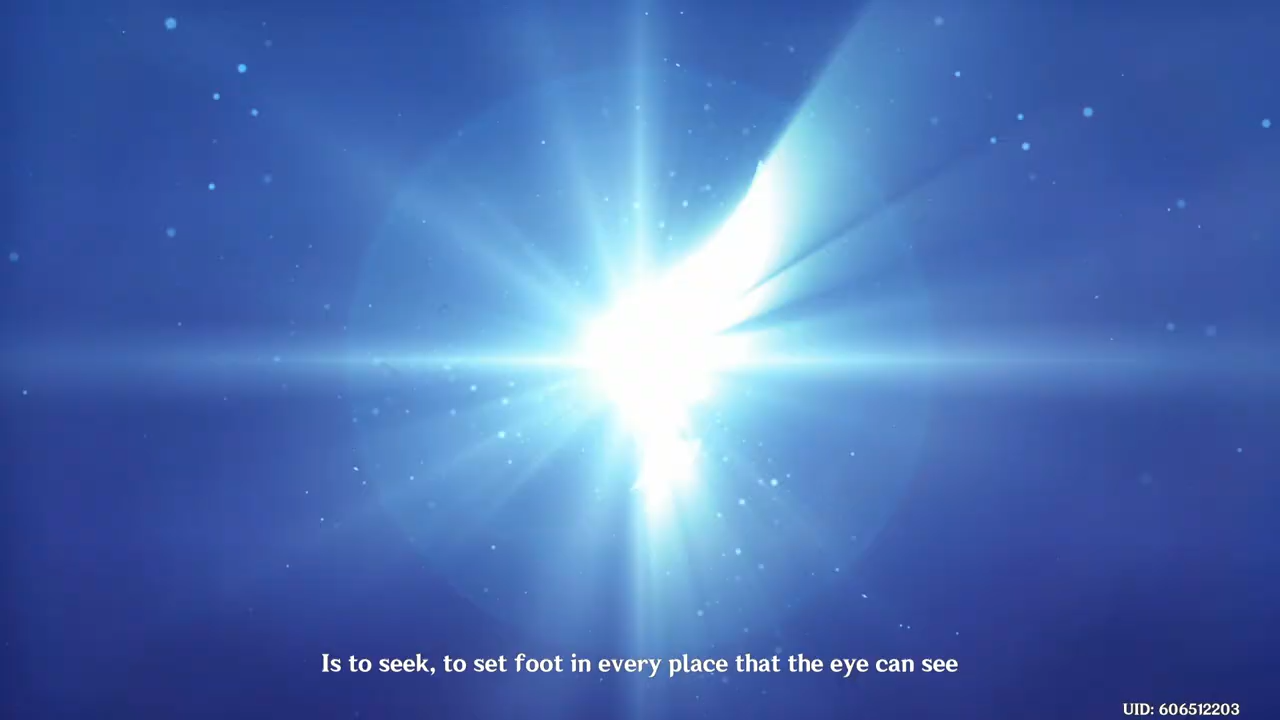 Is to seek, to set foot in every place that the eye can see
UID: 606512203